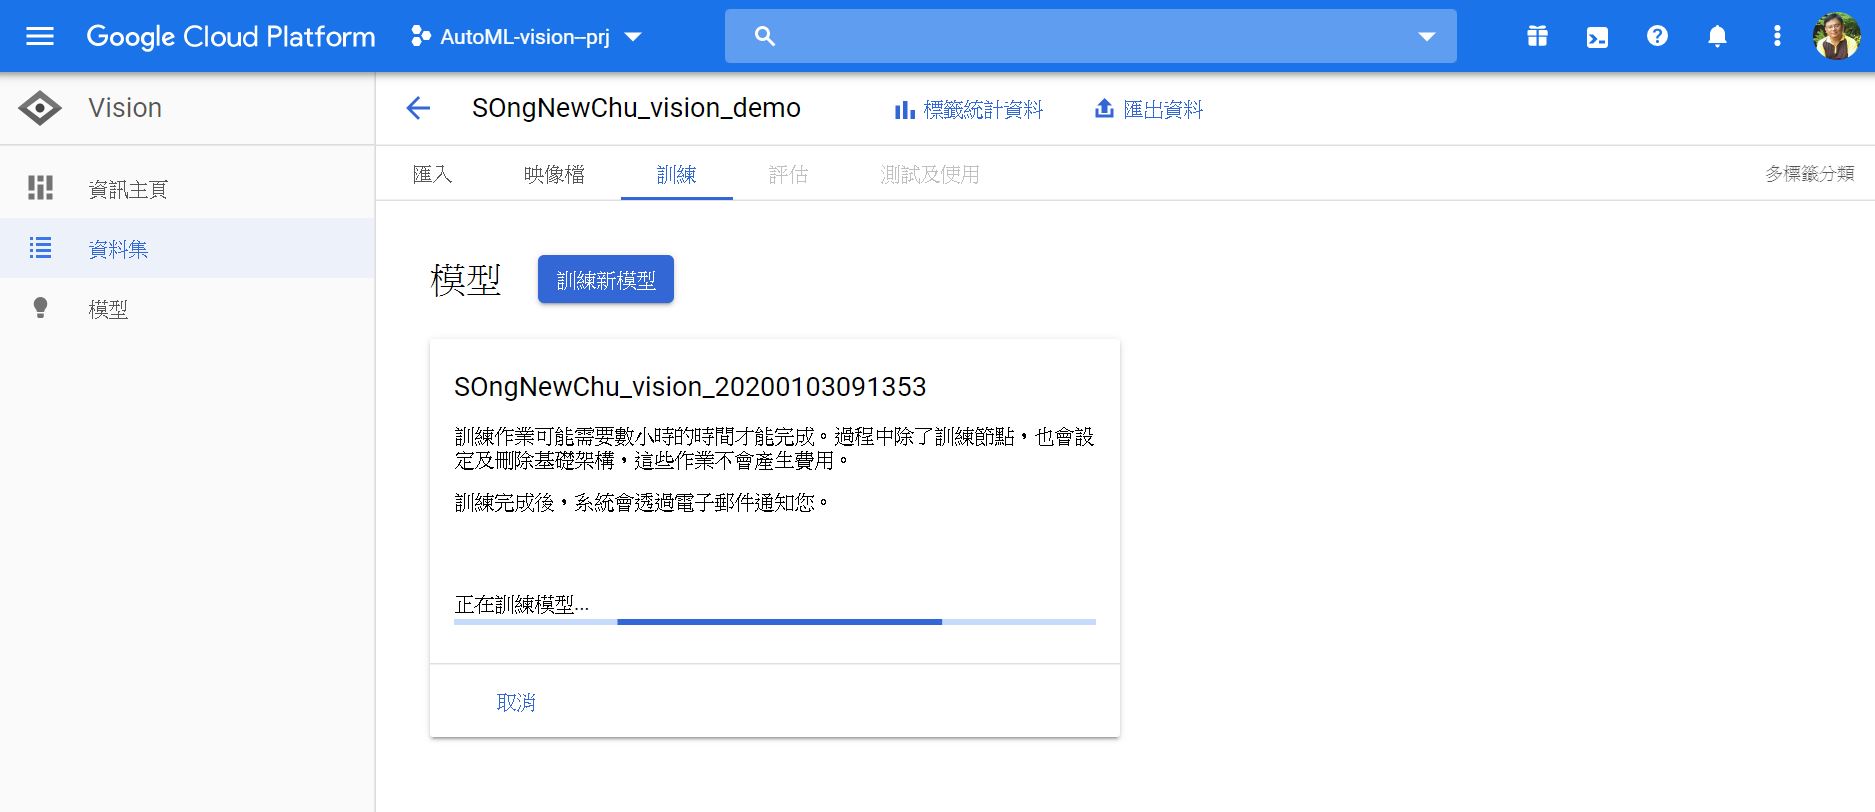 Google Cloud Platform
AutoML-vision--prj
Vision
SOngNewChu_vision_demo
標籤統計資料
匯出資料
匯入
映像檔
訓練
評估
測試及使用
多標籤分類
資訊主頁
資料集
模型
模型
訓練新模型
SOngNewChu_vision_20200103091353
訓練作業可能需要數小時的時間才能完成。過程中除了訓練節點，也會設
定及刪除基礎架構，這些作業不會產生費用。
訓練完成後，系統會透過電子郵件通知您。
正在訓練模型...
取消